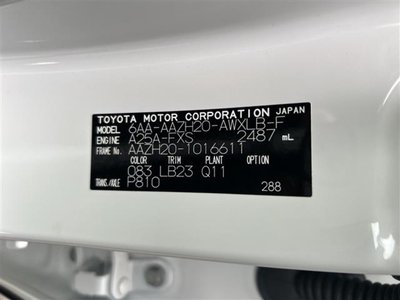 TOYOTA MOTOR CORPORATION JAPAN
MODEL 6AA-AAZH20-AWXLB-F
ENGINE A25A-FXS 2487 mL
FRAME No. AAZH20-1016611
COLOR TRIM PLANT OPTION
083 LB23 Q11
TRANS./AXLE P810 288